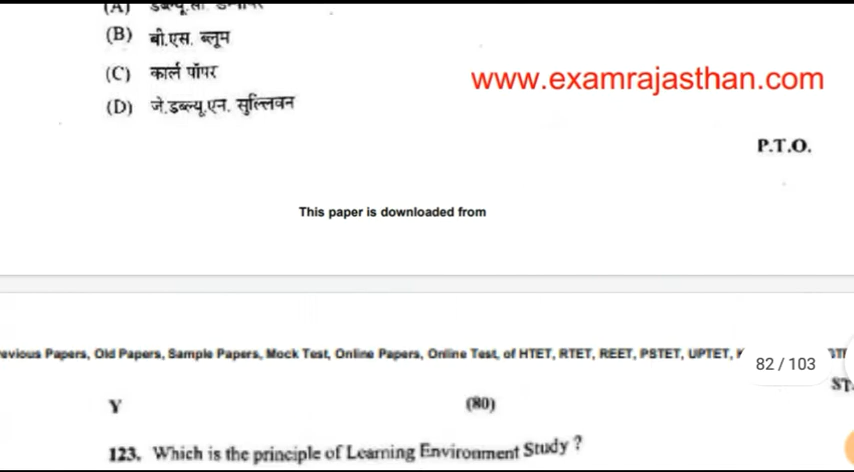 (A)
(B) बी.एस. ब्लूम
(C) कार्ल पॉपर
www.examrajasthan.com
(D) जे.डब्ल्यू.एन. सुल्लिवन
P.T.O.
This paper is downloaded from
evious Papers, Old Papers, Sample Papers, Mock Test, Online Papers, Online Test, of HTET, RTET, REET, PSTET, UPTET,
82 / 103
ST
Y (80)
123. Which is the principle of Learning Environment Study ?